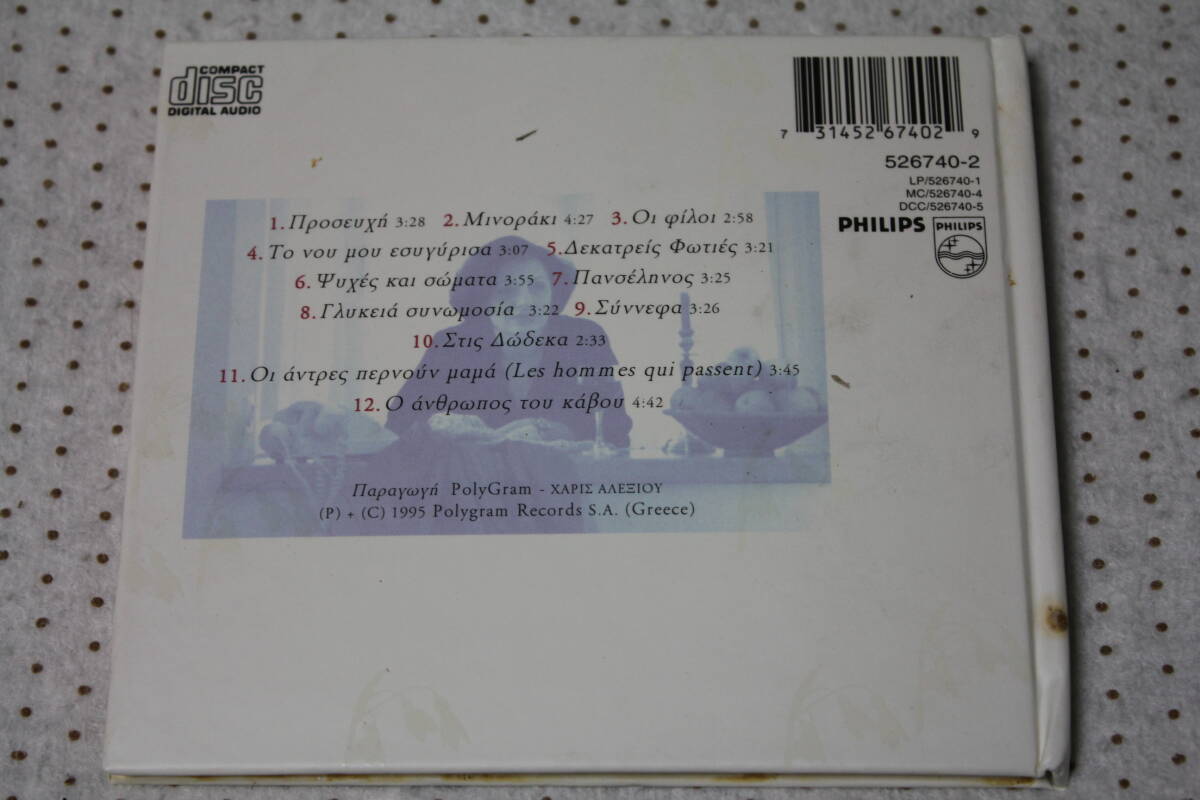 COMPACT
disc
DIGITAL AUDIO
7 31452 67402 9
526740-2
LP/526740-1
MC/526740-4
DCC/526740-5
PHILIPS
PHILIPS
1. Προσευχή 3:28 2. Μινοράκι 4:27 3. Οι φίλοι 2:58
4. Το νου μου εσυγύρισα 3:07 5. Δεκατρείς Φωτιές 3:21
6. Ψυχές και σώματα 3:55 7. Πανσέληνος 3:25
8. Γλυκειά συνωμοσία 3:22 9. Σύννεφα 3:26
10. Στις Δώδεκα 2:33
11. Οι άντρες περνούν μαμά (Les hommes qui passent) 3:45
12. Ο άνθρωπος του κάβου 4:42
Παραγωγή PolyGram - ΧΑΡΙΣ ΑΛΕΞΙΟΥ
(P) + (C) 1995 Polygram Records S.A. (Greece)